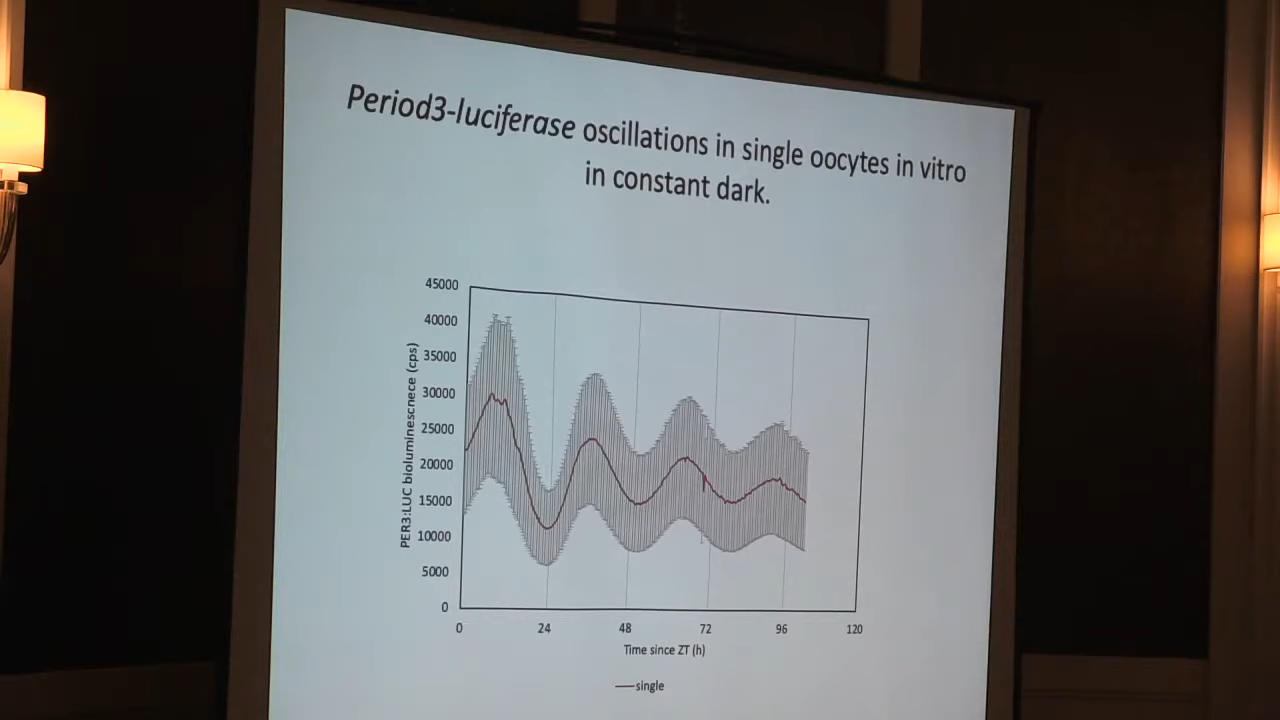 Period3-luciferase oscillations in single oocytes in vitro
in constant dark.
45000
40000
35000
30000
25000
20000
15000
10000
5000
0
PER3:LUC bioluminescnece (cps)
0 24 48 72 96 120
Time since ZT (h)
single